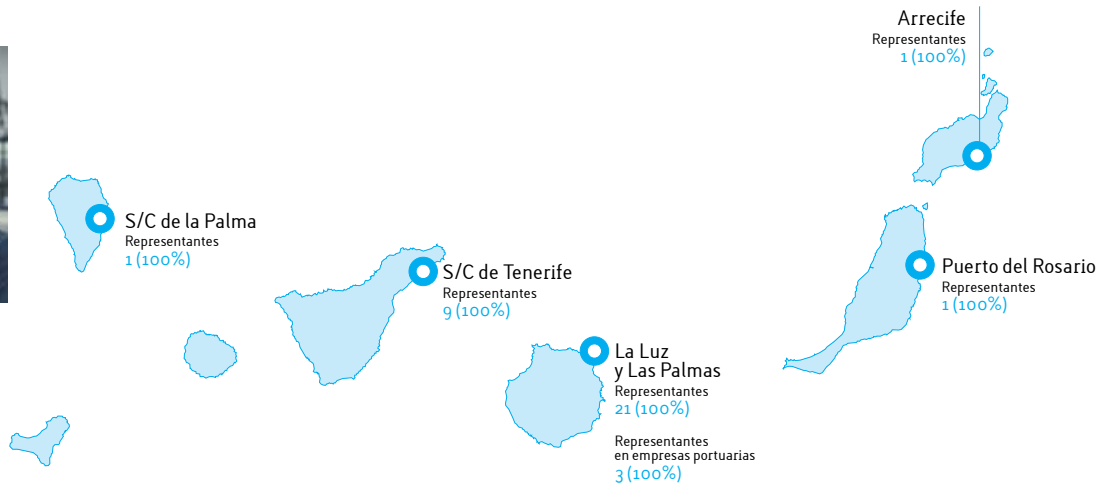 Arrecife
Representantes
1 (100%)
S/C de la Palma
Representantes
1 (100%)
S/C de Tenerife
Representantes
9 (100%)
Puerto del Rosario
Representantes
1 (100%)
La Luz
y Las Palmas
Representantes
21 (100%)
Representantes
en empresas portuarias
3 (100%)